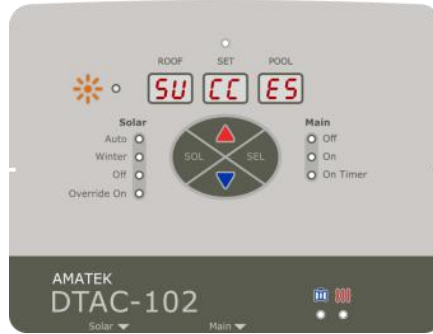 ROOF SET POOL
SU CC ES
Solar
Auto
Winter
Off
Override On
SOL SEL
Main
Off
On
On Timer
AMATEK
DTAC-102
Solar Main